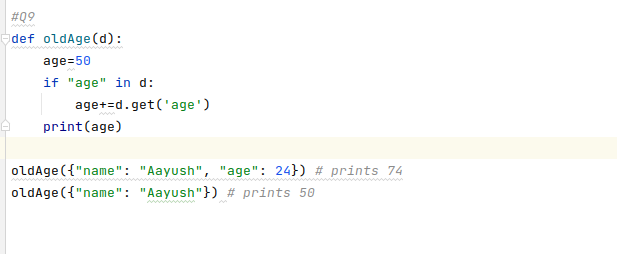 #Q9
def oldAge(d):
    age=50
    if "age" in d:
        age+=d.get('age')
    print(age)
oldAge({"name": "Aayush", "age": 24}) # prints 74
oldAge({"name": "Aayush"}) # prints 50